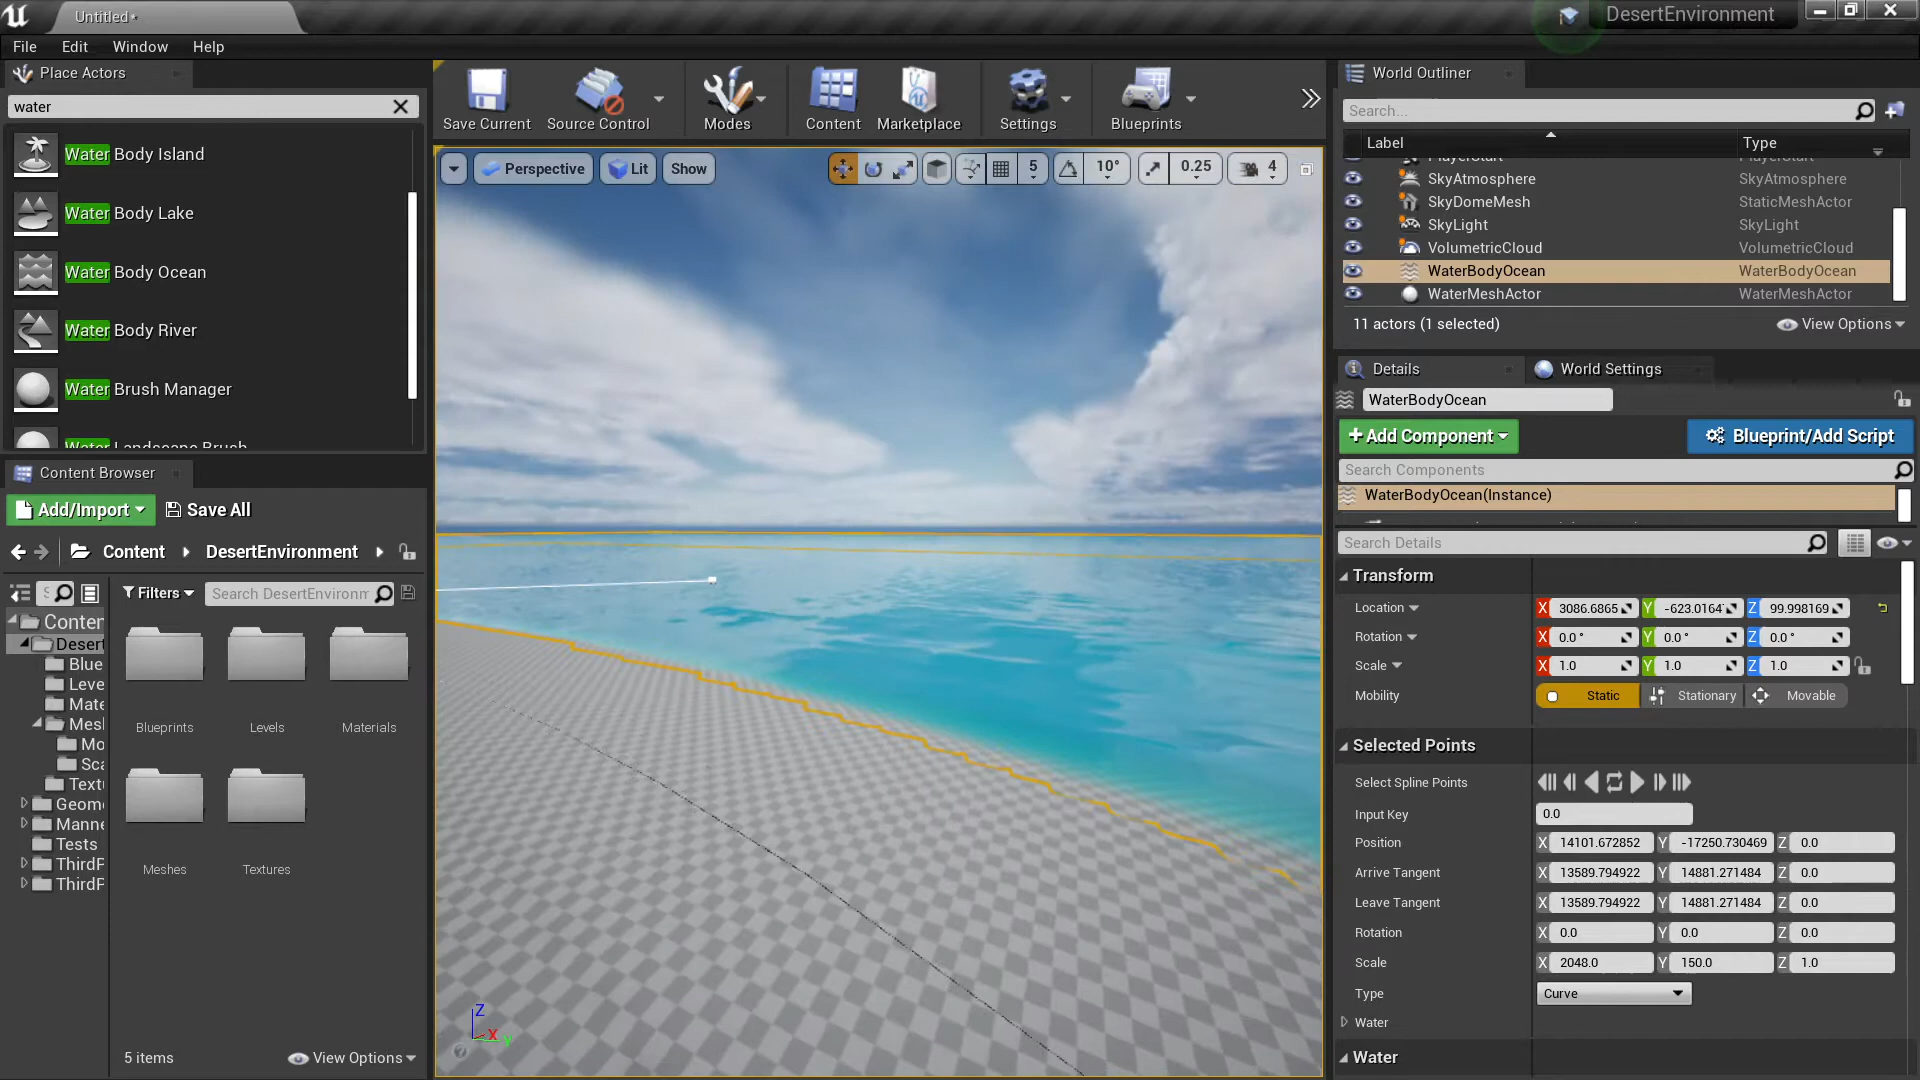 Untitled*
DesertEnvironment
File Edit Window Help
Place Actors
water
Water Body Island
Water Body Lake
Water Body Ocean
Water Body River
Water Brush Manager
Water Landscape Brush
Content Browser
Add/Import
Save All
Content DesertEnvironment
Filters
Search DesertEnvironm
Conten
Desert
Blue
Leve
Mate
Mesh
Mo
Sca
Textu
Geome
Manne
Tests
ThirdP
ThirdP
Blueprints
Levels
Materials
Meshes
Textures
5 items
View Options
Save Current
Source Control
Modes
Content
Marketplace
Settings
Blueprints
Perspective
Lit
Show
5
10°
0.25
4
Z
X
Y
World Outliner
Search...
Label Type
PlayerStart PlayerStart
SkyAtmosphere SkyAtmosphere
SkyDomeMesh StaticMeshActor
SkyLight SkyLight
VolumetricCloud VolumetricCloud
WaterBodyOcean WaterBodyOcean
WaterMeshActor WaterMeshActor
11 actors (1 selected)
View Options
Details
World Settings
WaterBodyOcean
+Add Component
Blueprint/Add Script
Search Components
WaterBodyOcean(Instance)
Search Details
Transform
Location X 3086.6865 Y -623.0164 Z 99.998169
Rotation X 0.0 ° Y 0.0 ° Z 0.0 °
Scale X 1.0 Y 1.0 Z 1.0
Mobility Static Stationary Movable
Selected Points
Select Spline Points
Input Key 0.0
Position X 14101.672852 Y -17250.730469 Z 0.0
Arrive Tangent X 13589.794922 Y 14881.271484 Z 0.0
Leave Tangent X 13589.794922 Y 14881.271484 Z 0.0
Rotation X 0.0 Y 0.0 Z 0.0
Scale X 2048.0 Y 150.0 Z 1.0
Type Curve
Water
Water